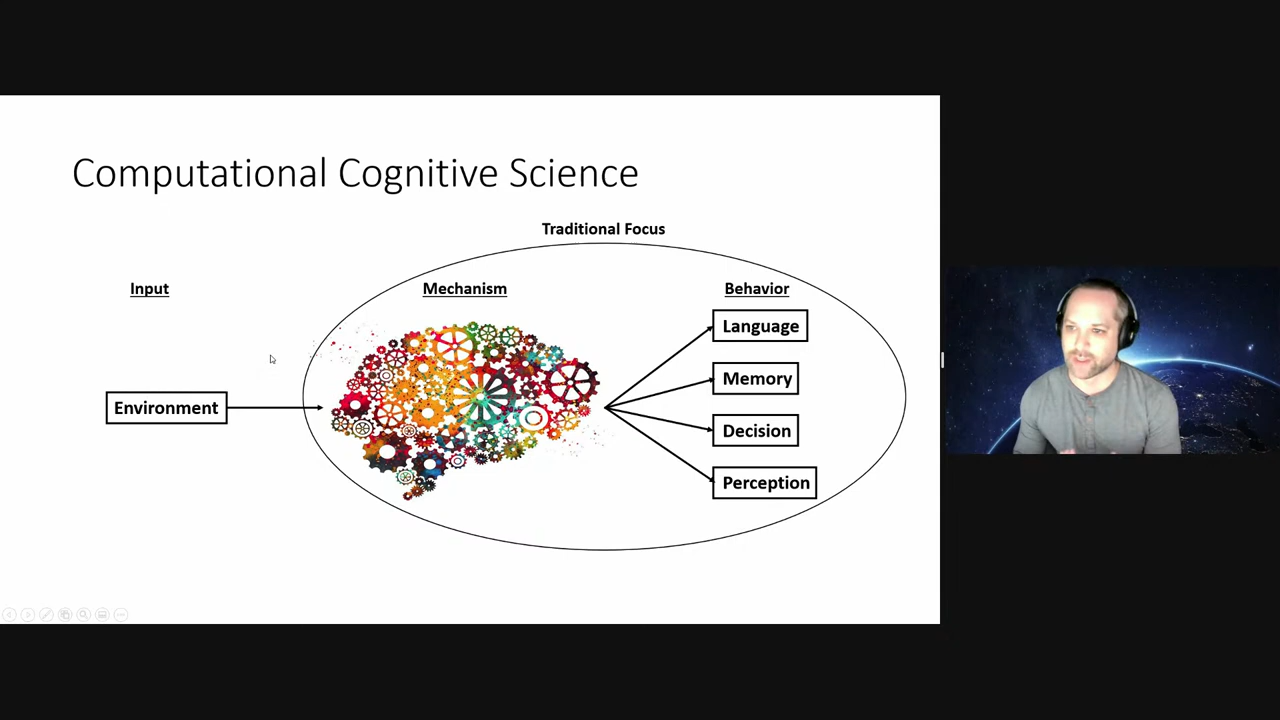 Computational Cognitive Science
Traditional Focus
Input
Mechanism
Behavior
Environment
Language
Memory
Decision
Perception